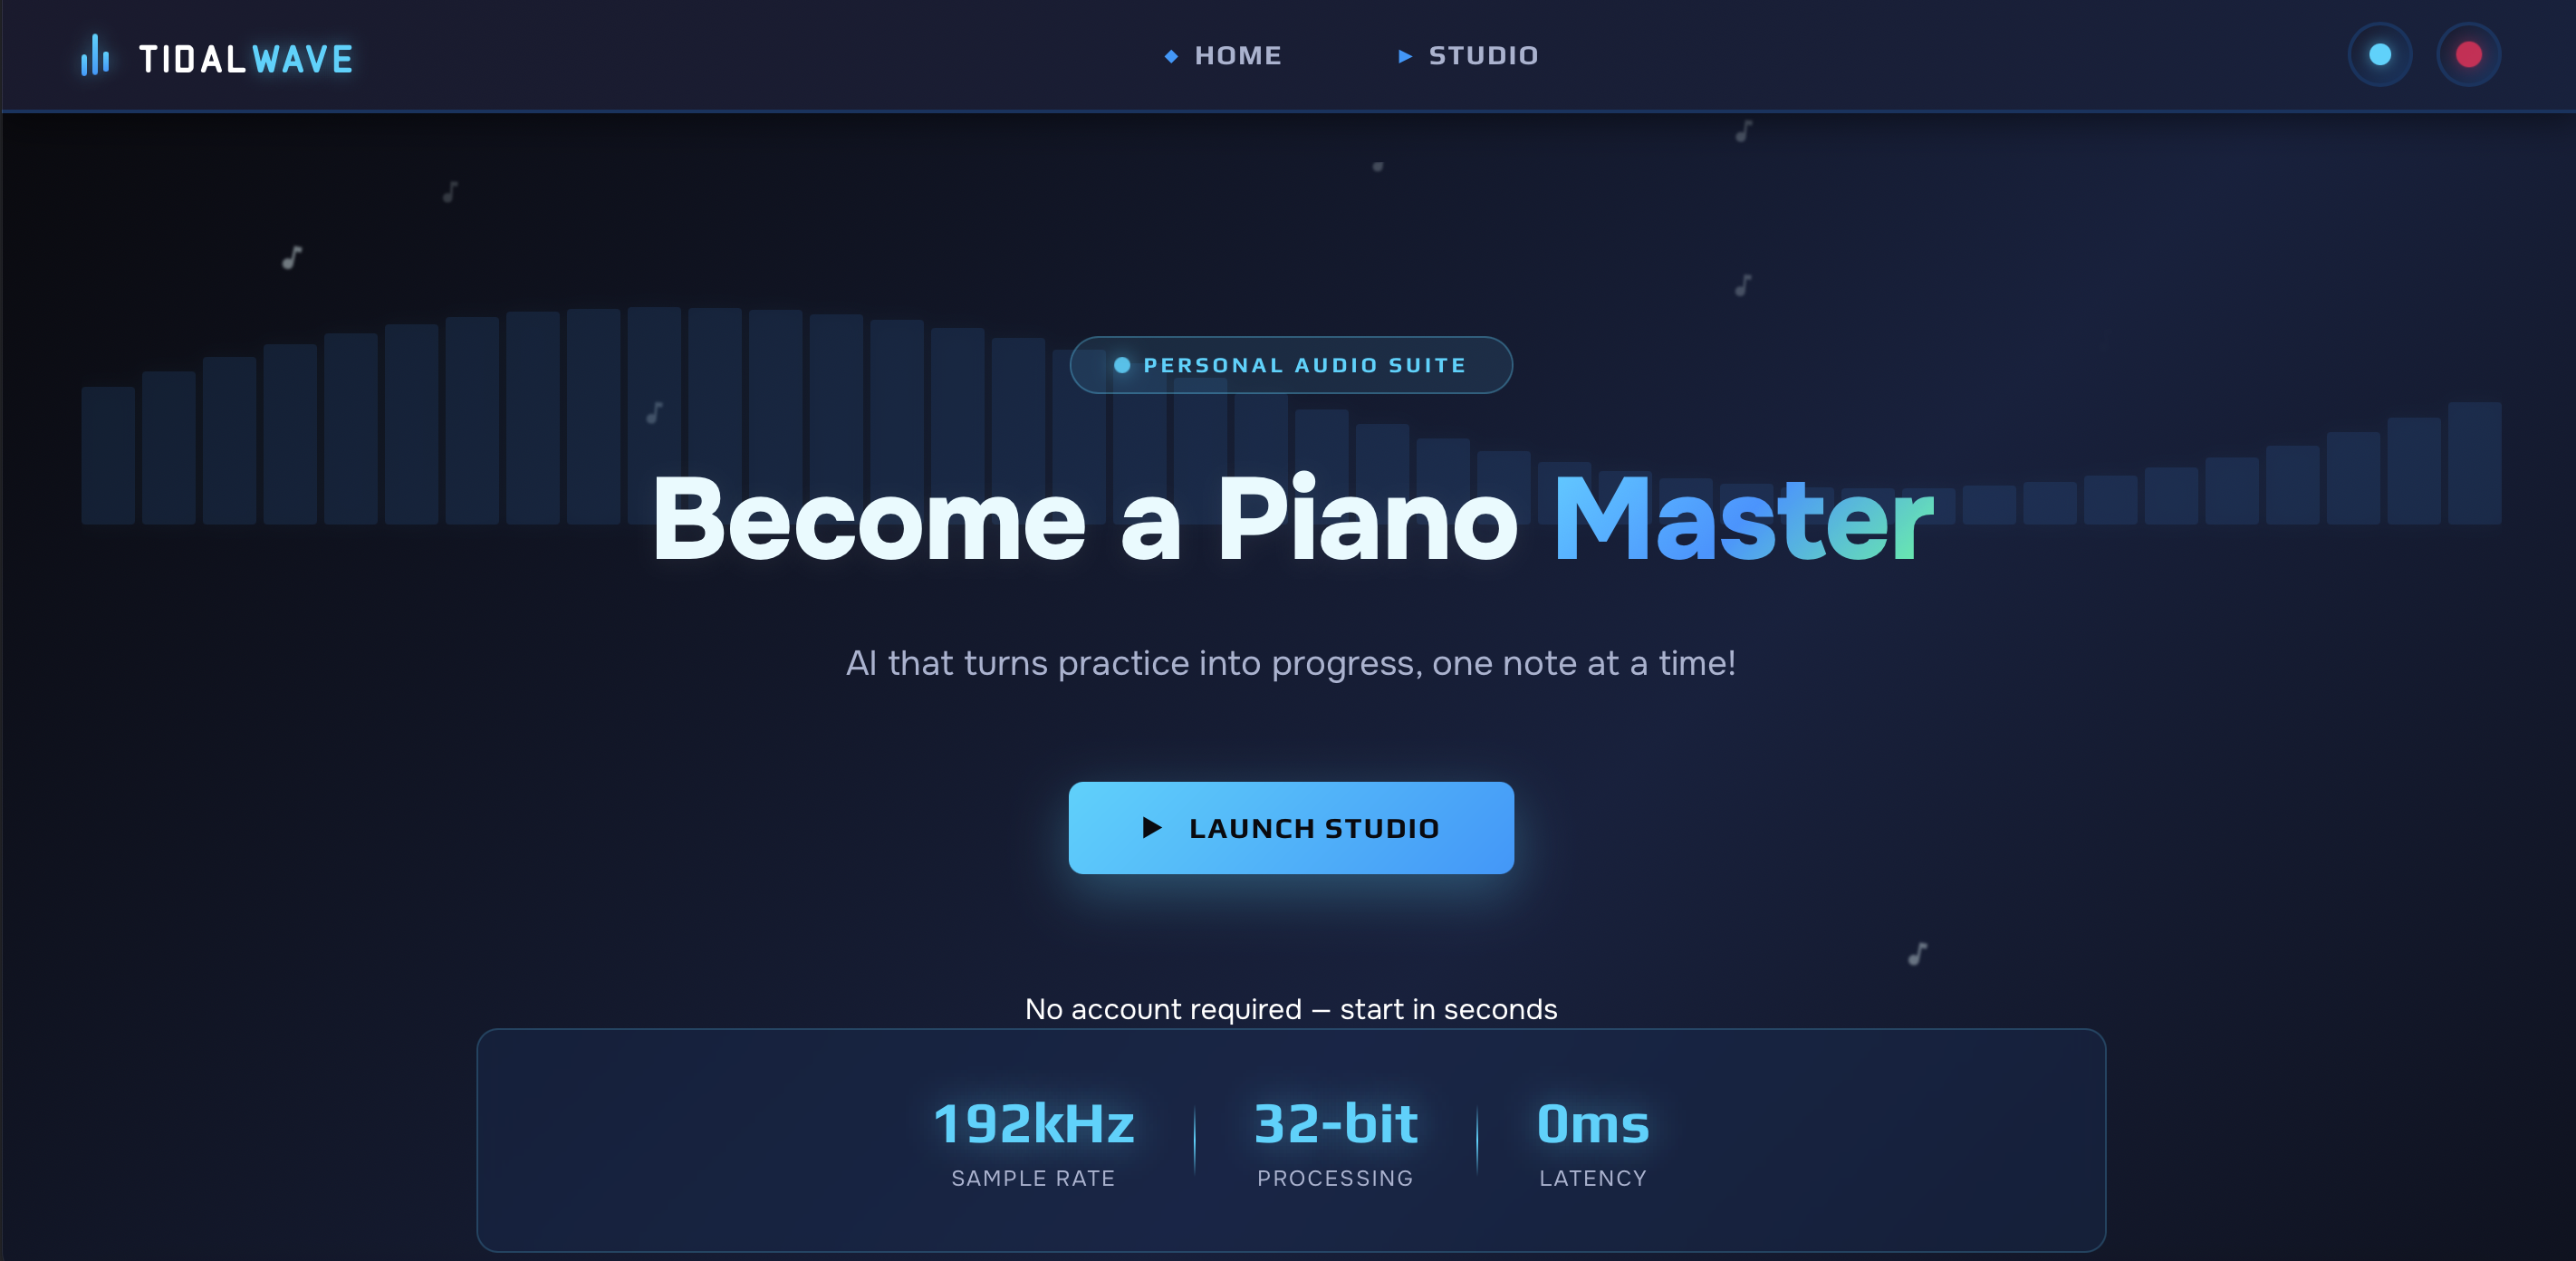 TIDALWAVE
HOME
STUDIO
PERSONAL AUDIO SUITE
Become a Piano Master
AI that turns practice into progress, one note at a time!
LAUNCH STUDIO
No account required — start in seconds
192kHz
SAMPLE RATE
32-bit
PROCESSING
0ms
LATENCY